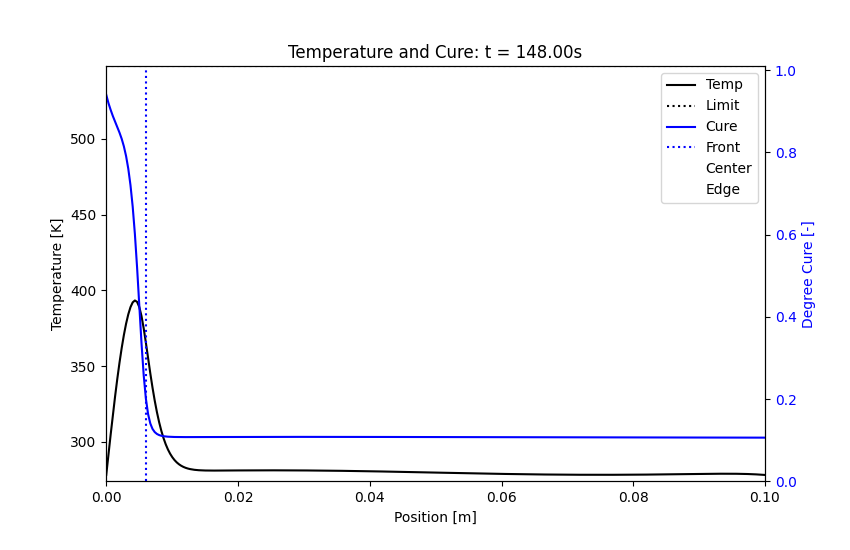 Temperature and Cure: t = 148.00s
Temp
Limit
Cure
Front
Center
Edge
500
450
400
350
300
Temperature [K]
1.0
0.8
0.6
0.4
0.2
0.0
Degree Cure [-]
0.00
0.02
0.04
0.06
0.08
0.10
Position [m]